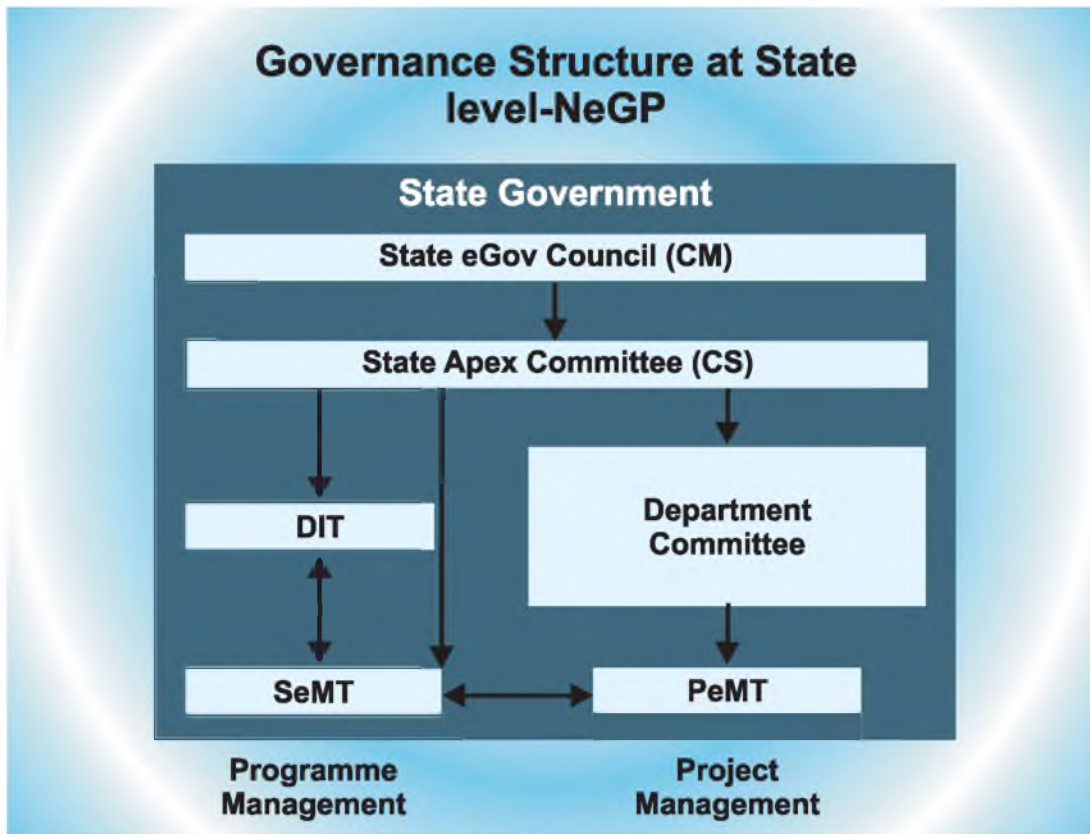 Governance Structure at State
level-NeGP
State Government
State eGov Council (CM)
State Apex Committee (CS)
DIT
Department
Committee
SeMT
PeMT
Programme
Management
Project
Management